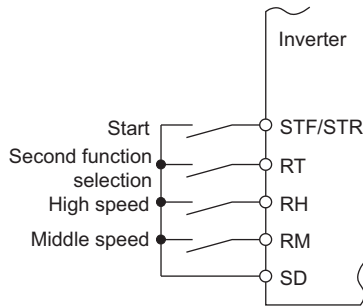 Inverter
Start
STF/STR
Second function
selection
RT
High speed
RH
Middle speed
RM
SD